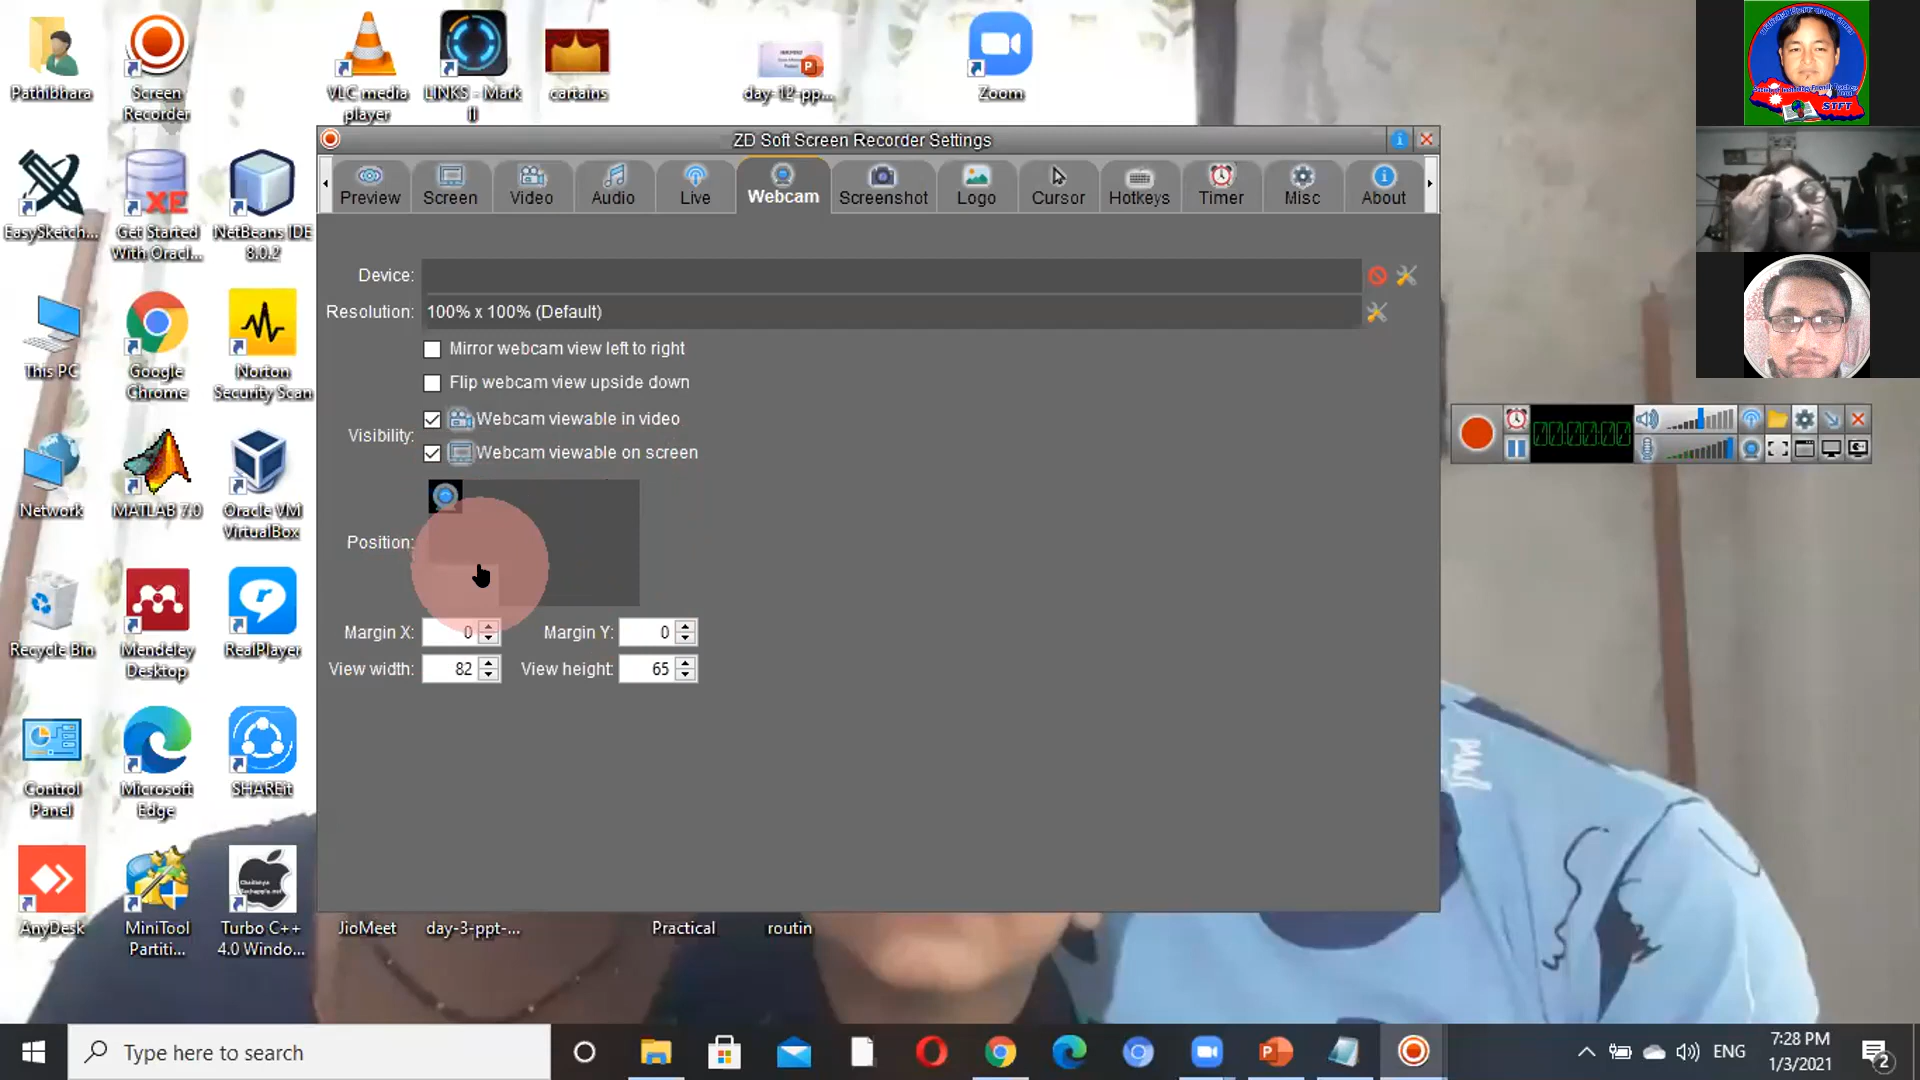 Pathibhara
Screen
Recorder
VLC media
player
LINKS - Mark
II
cartains
day-12-pp...
Zoom
STFT
ZD Soft Screen Recorder Settings
Preview
Screen
Video
Audio
Live
Webcam
Screenshot
Logo
Cursor
Hotkeys
Timer
Misc
About
EasySketch...
Get Started
With Oracl...
NetBeans IDE
8.0.2
Device:
Resolution:
100% x 100% (Default)
Mirror webcam view left to right
Flip webcam view upside down
Visibility:
Webcam viewable in video
Webcam viewable on screen
Position:
Margin X:
0
Margin Y:
0
View width:
82
View height:
65
00:00:00
This PC
Google
Chrome
Norton
Security Scan
Network
MATLAB 7.0
Oracle VM
VirtualBox
Recycle Bin
Mendeley
Desktop
RealPlayer
Control
Panel
Microsoft
Edge
SHAREit
AnyDesk
MiniTool
Partiti...
Turbo C++
4.0 Windo...
JioMeet
day-3-ppt-...
Practical
routin
Type here to search
ENG
7:28 PM
1/3/2021
2